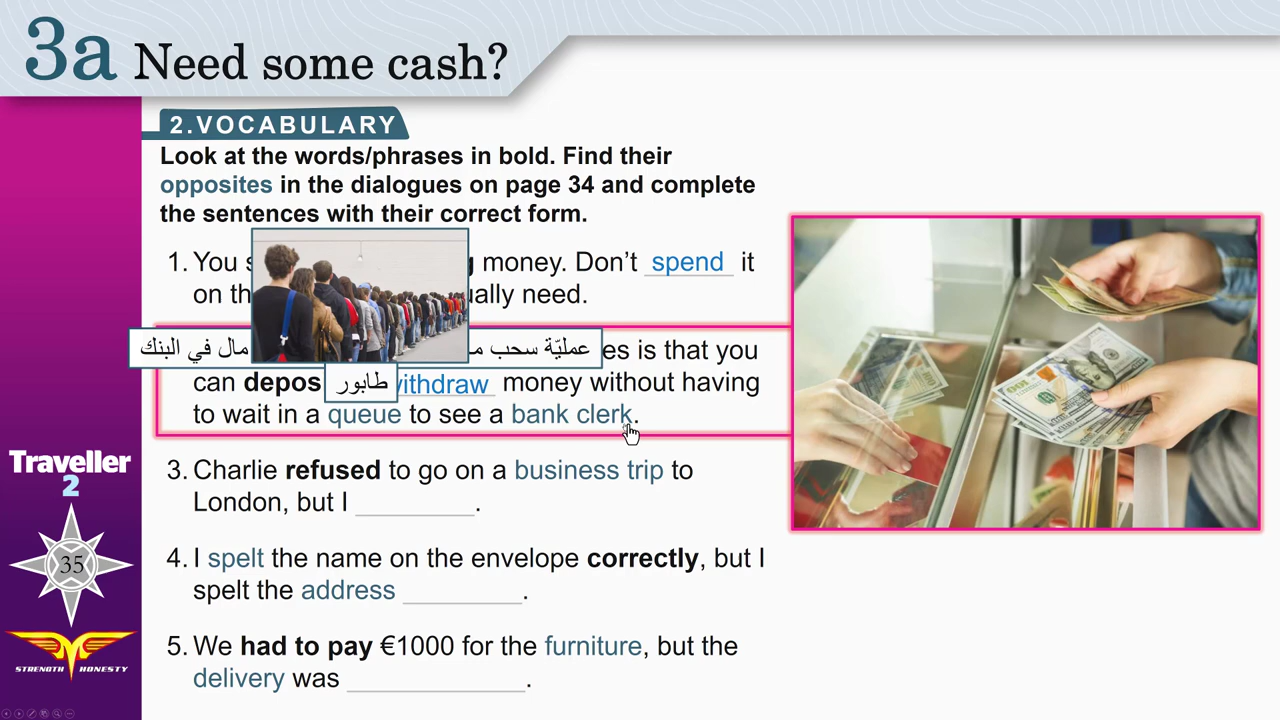 3a Need some cash?
2.VOCABULARY
Look at the words/phrases in bold. Find their
opposites in the dialogues on page 34 and complete
the sentences with their correct form.
1. You money. Don't spend it
on ually need.
عمليّة سحب مال في البنك
es is that you
can depos طابور withdraw money without having
to wait in a queue to see a bank clerk.
3. Charlie refused to go on a business trip to
London, but I ____________.
4. I spelt the name on the envelope correctly, but I
spelt the address ____________.
5. We had to pay €1000 for the furniture, but the
delivery was ____________.
Traveller
2
35
STRENGTH HONESTY